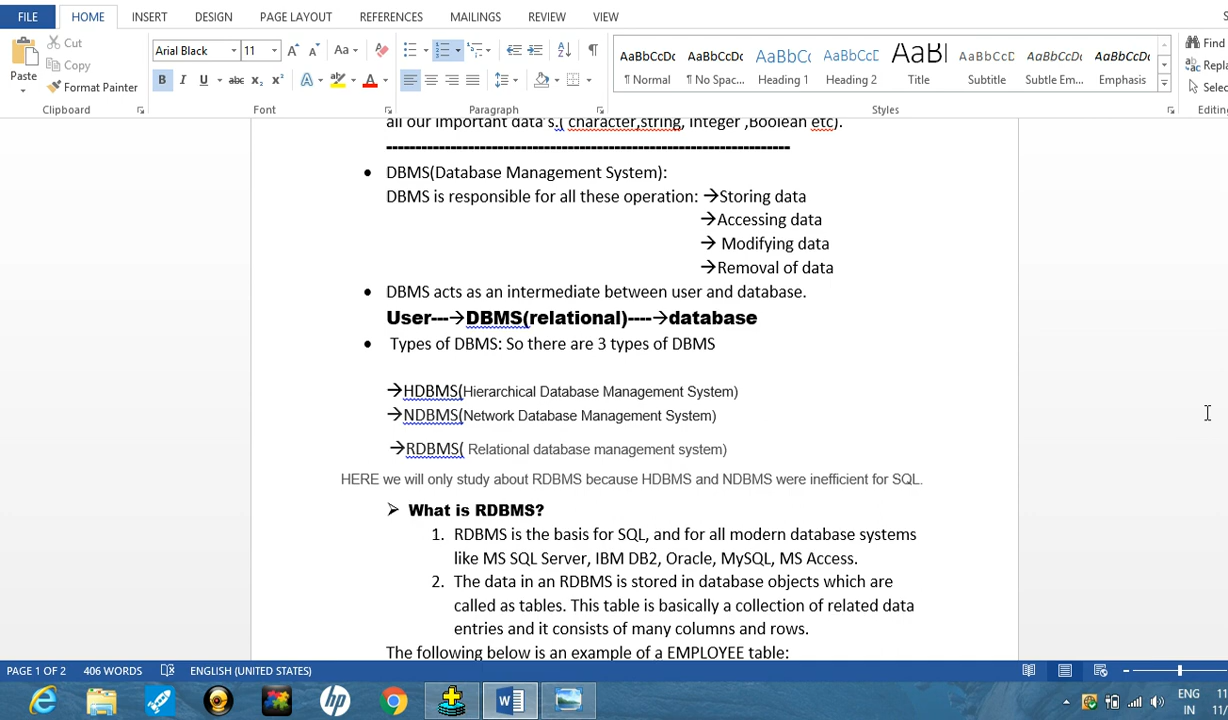 FILE HOME INSERT DESIGN PAGE LAYOUT REFERENCES MAILINGS REVIEW VIEW
Cut
Copy
Format Painter
Paste
Arial Black 11 Aa
B I U abc X₂ X² A A
AaBbCcDc AaBbCcDc AaBbCc AaBbCcD AaBl AaBbCcD AaBbCcDc AaBbCcDc
¶ Normal ¶ No Spac... Heading 1 Heading 2 Title Subtitle Subtle Em... Emphasis
Find
Repla
Selec
Clipboard Font Paragraph Styles Editing
all our important data's.( character,string, Integer ,Boolean etc).
---------------------------------------------------------------------
• DBMS(Database Management System):
DBMS is responsible for all these operation: →Storing data
→Accessing data
→ Modifying data
→Removal of data
• DBMS acts as an intermediate between user and database.
User---→DBMS(relational)----→database
• Types of DBMS: So there are 3 types of DBMS
→HDBMS(Hierarchical Database Management System)
→NDBMS(Network Database Management System)
→RDBMS( Relational database management system)
HERE we will only study about RDBMS because HDBMS and NDBMS were inefficient for SQL.
➢ What is RDBMS?
1. RDBMS is the basis for SQL, and for all modern database systems
like MS SQL Server, IBM DB2, Oracle, MySQL, MS Access.
2. The data in an RDBMS is stored in database objects which are
called as tables. This table is basically a collection of related data
entries and it consists of many columns and rows.
The following below is an example of a EMPLOYEE table:
PAGE 1 OF 2 406 WORDS ENGLISH (UNITED STATES)
ENG 11
IN 11/